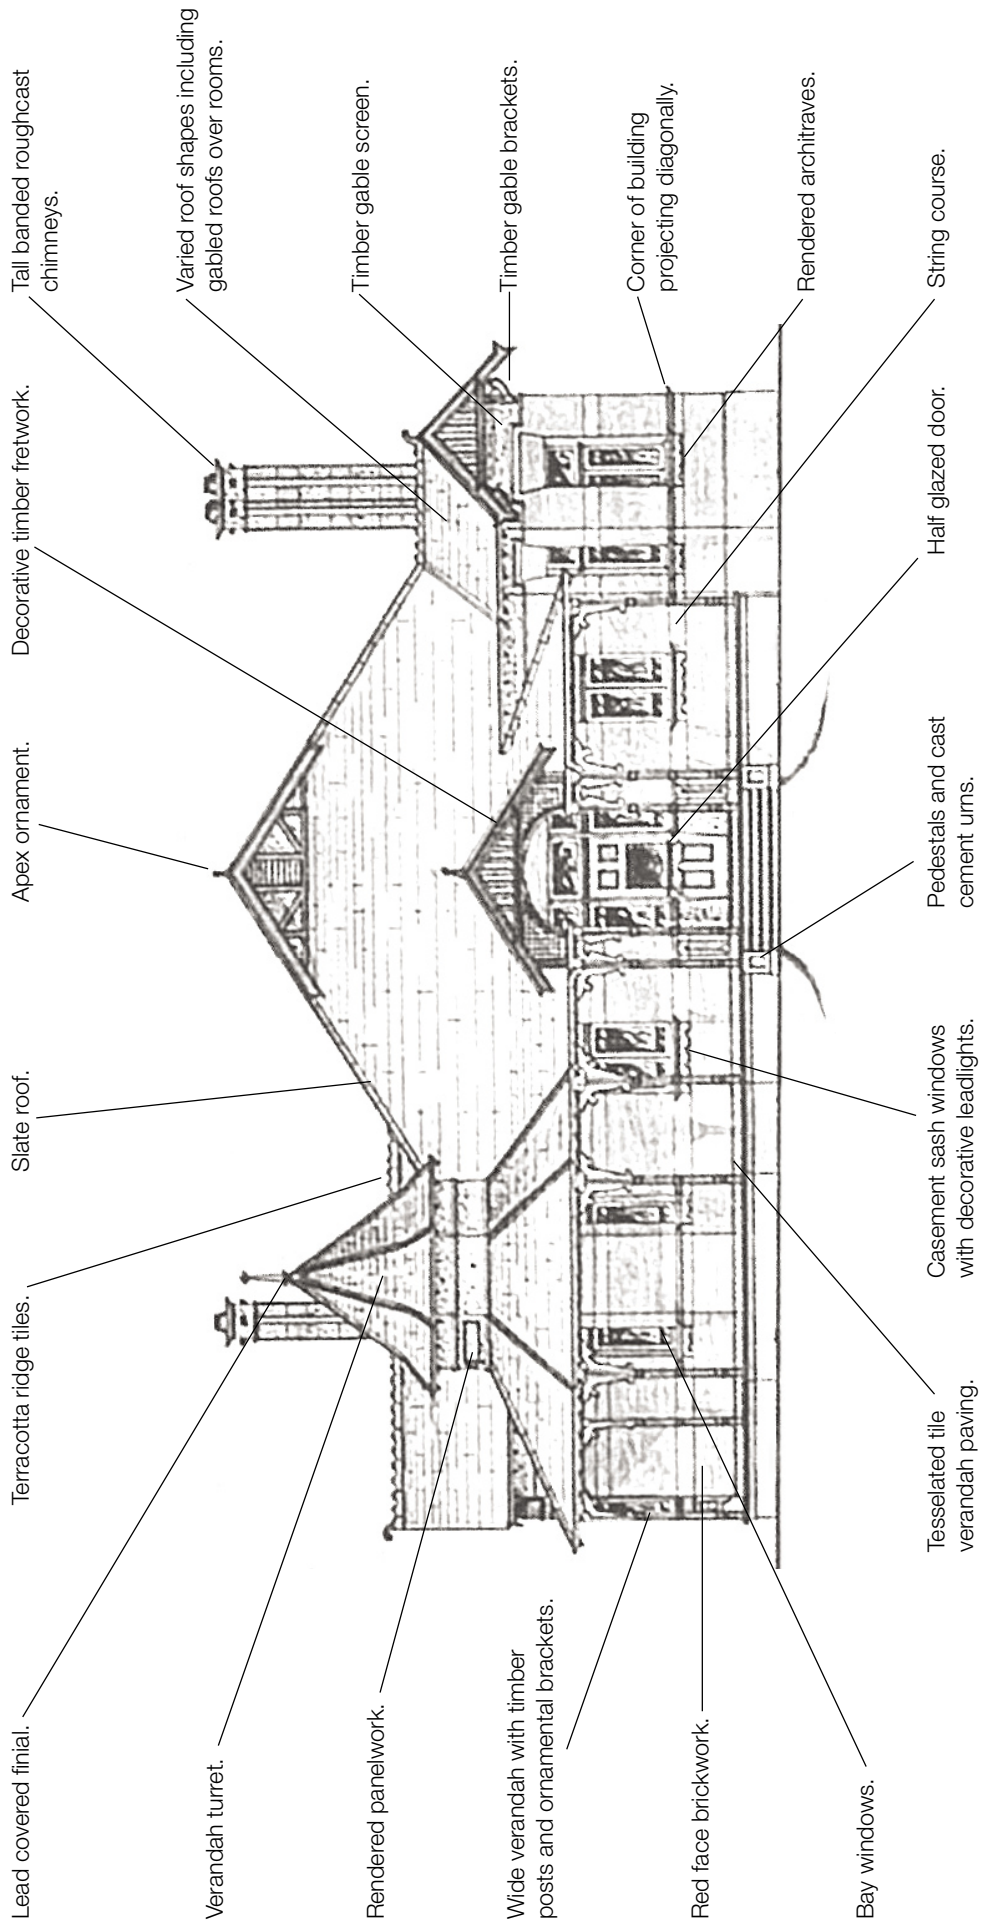 Lead covered finial.
Terracotta ridge tiles.
Slate roof.
Apex ornament.
Decorative timber fretwork.
Tall banded roughcast
chimneys.
Verandah turret.
Varied roof shapes including
gabled roofs over rooms.
Rendered panelwork.
Timber gable screen.
Wide verandah with timber
posts and ornamental brackets.
Timber gable brackets.
Corner of building
projecting diagonally.
Red face brickwork.
Rendered architraves.
Bay windows.
Tesselated tile
verandah paving.
Casement sash windows
with decorative leadlights.
Pedestals and cast
cement urns.
Half glazed door.
String course.